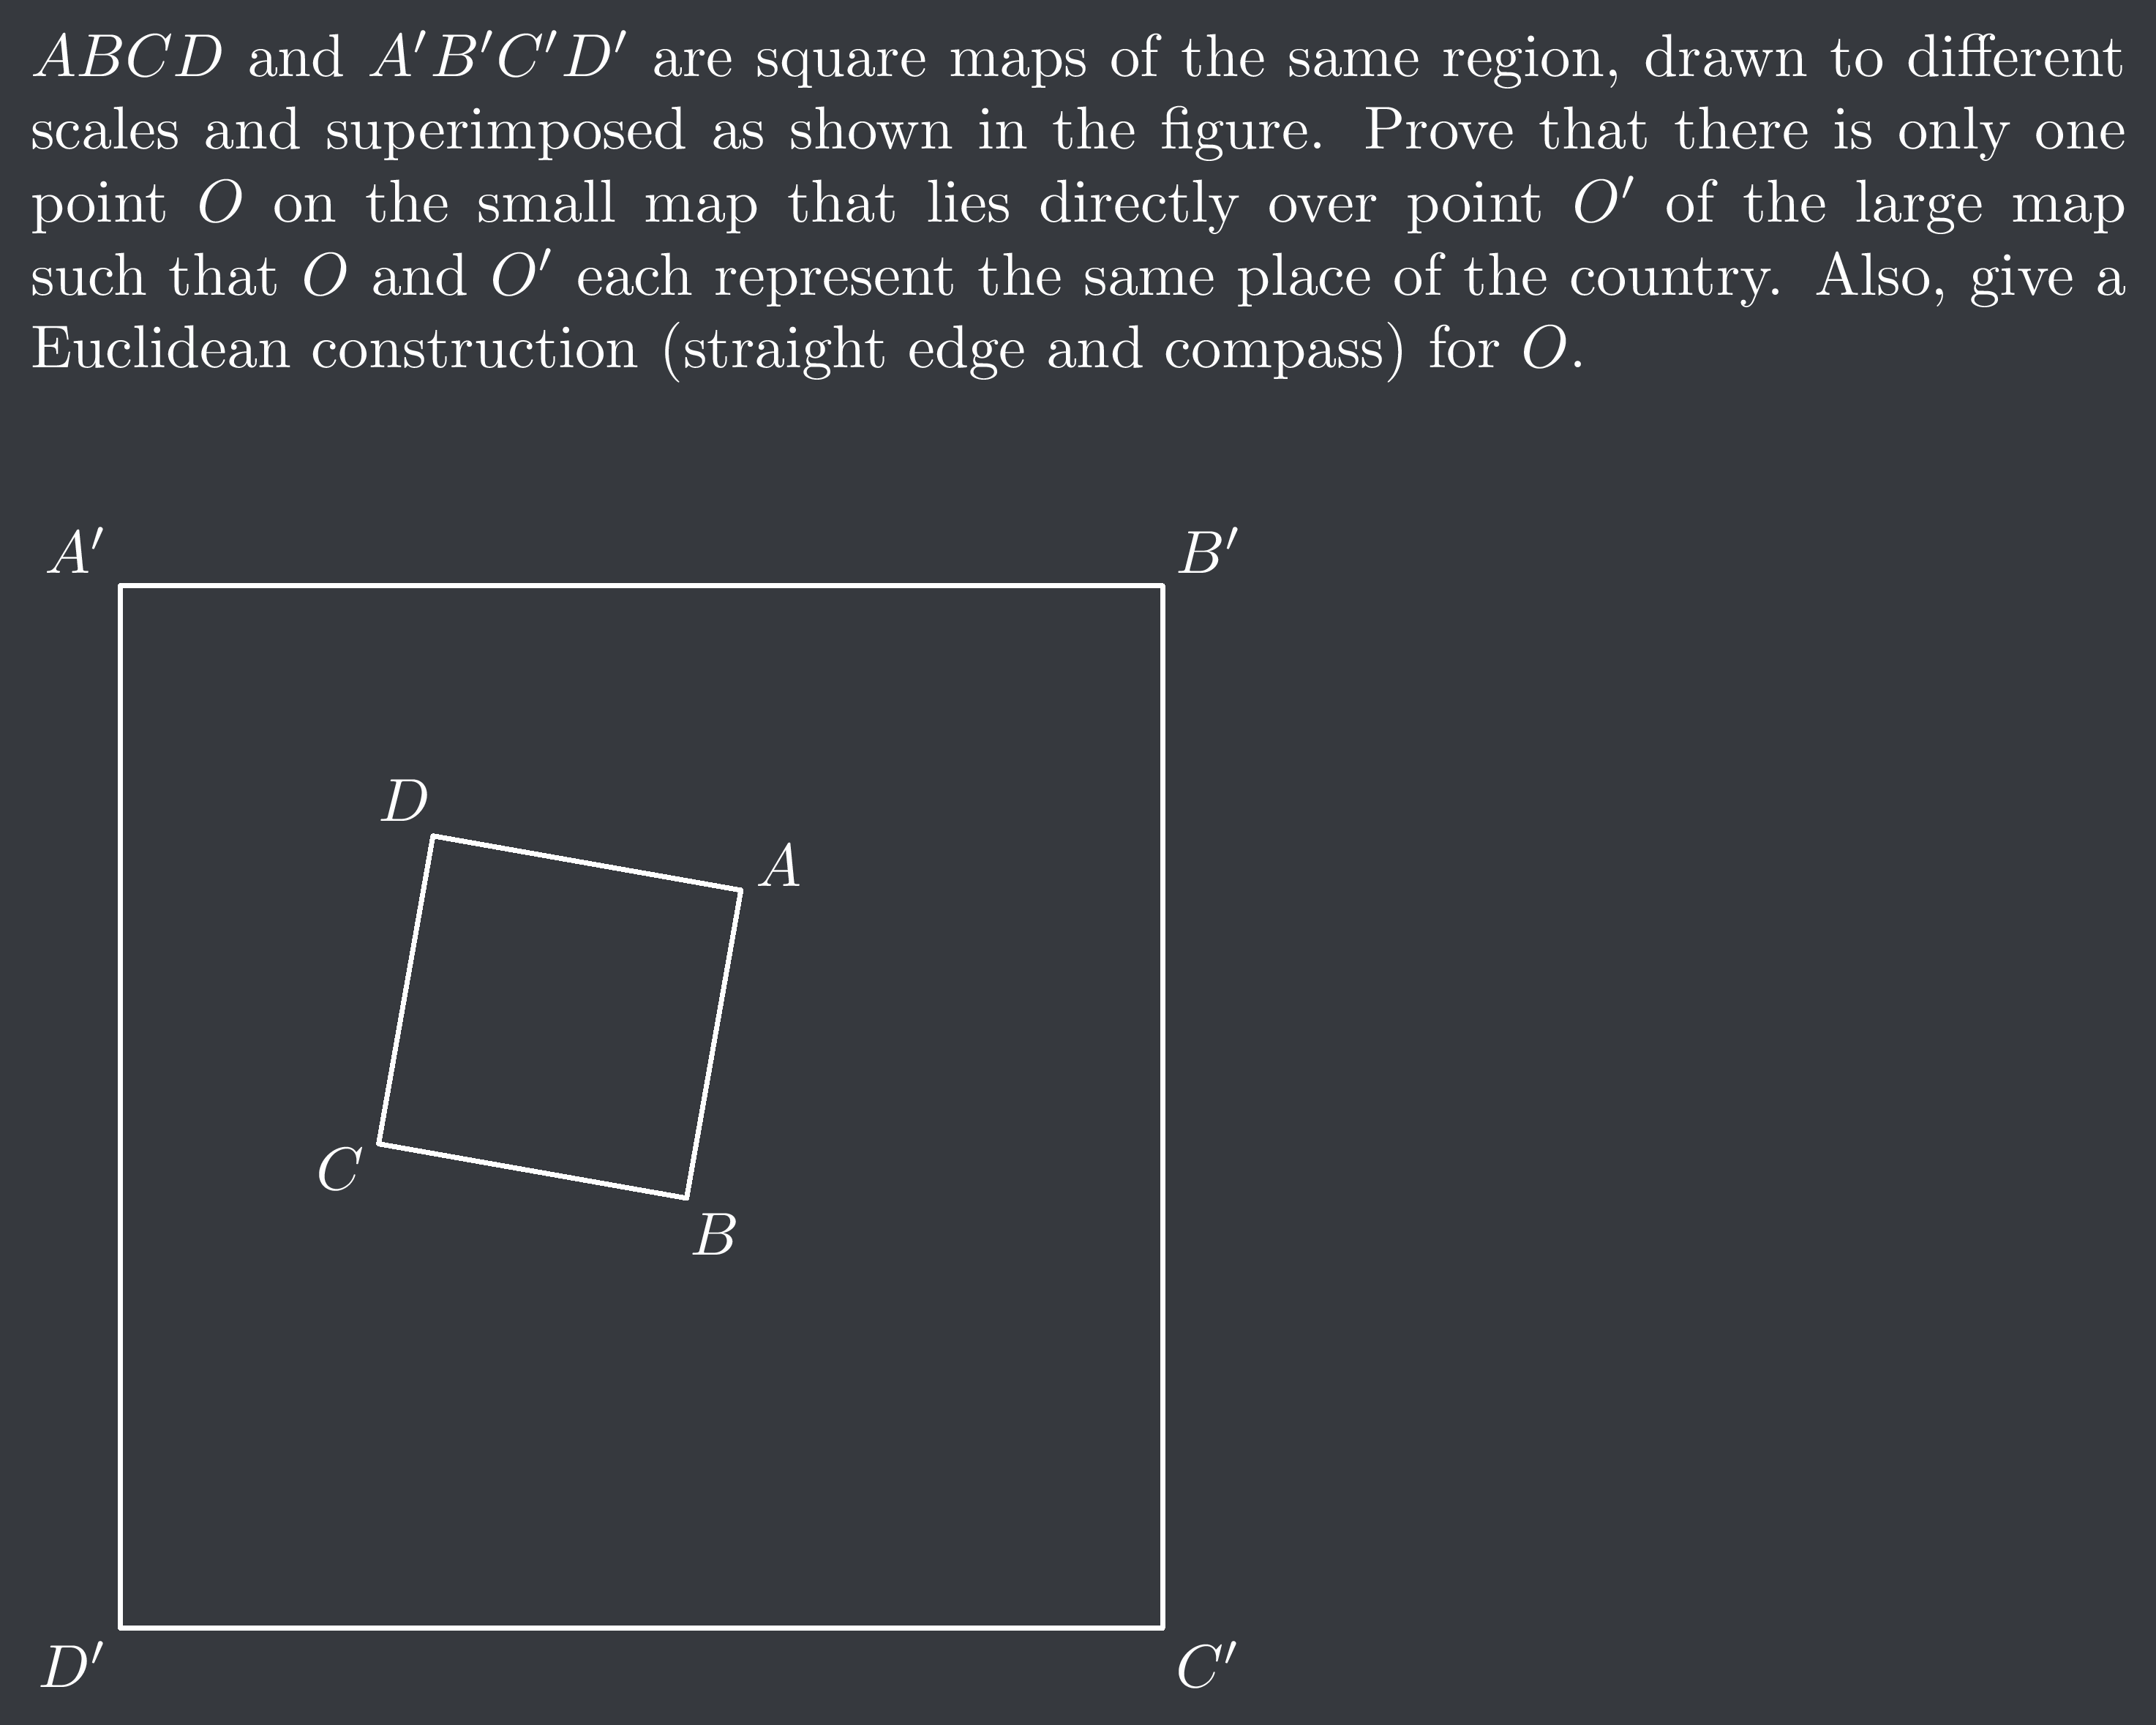 ABCD and A′B′C′D′ are square maps of the same region, drawn to different
scales and superimposed as shown in the figure. Prove that there is only one
point O on the small map that lies directly over point O′ of the large map
such that O and O′ each represent the same place of the country. Also, give a
Euclidean construction (straight edge and compass) for O.
A′
B′
D
A
C
B
D′
C′